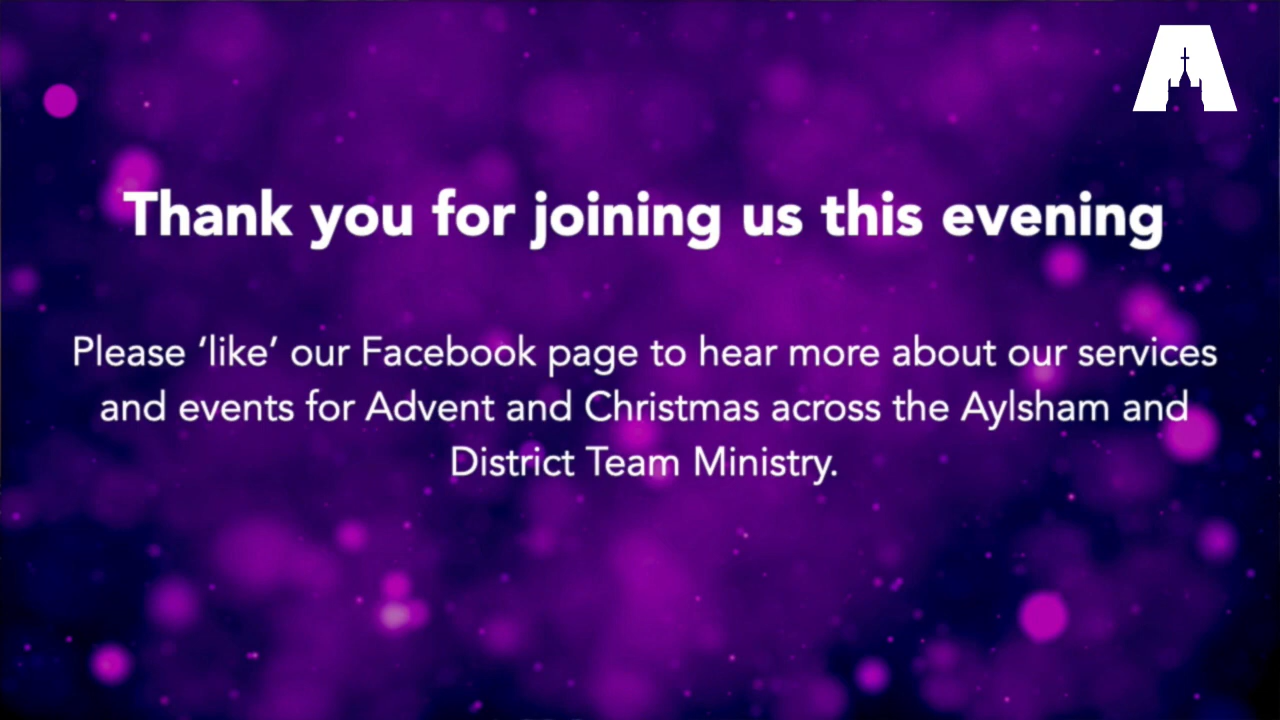 Thank you for joining us this evening
Please ‘like’ our Facebook page to hear more about our services
and events for Advent and Christmas across the Aylsham and
District Team Ministry.